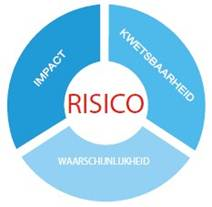 IMPACT
KWETSBAARHEID
RISICO
WAARSCHIJNLIJKHEID